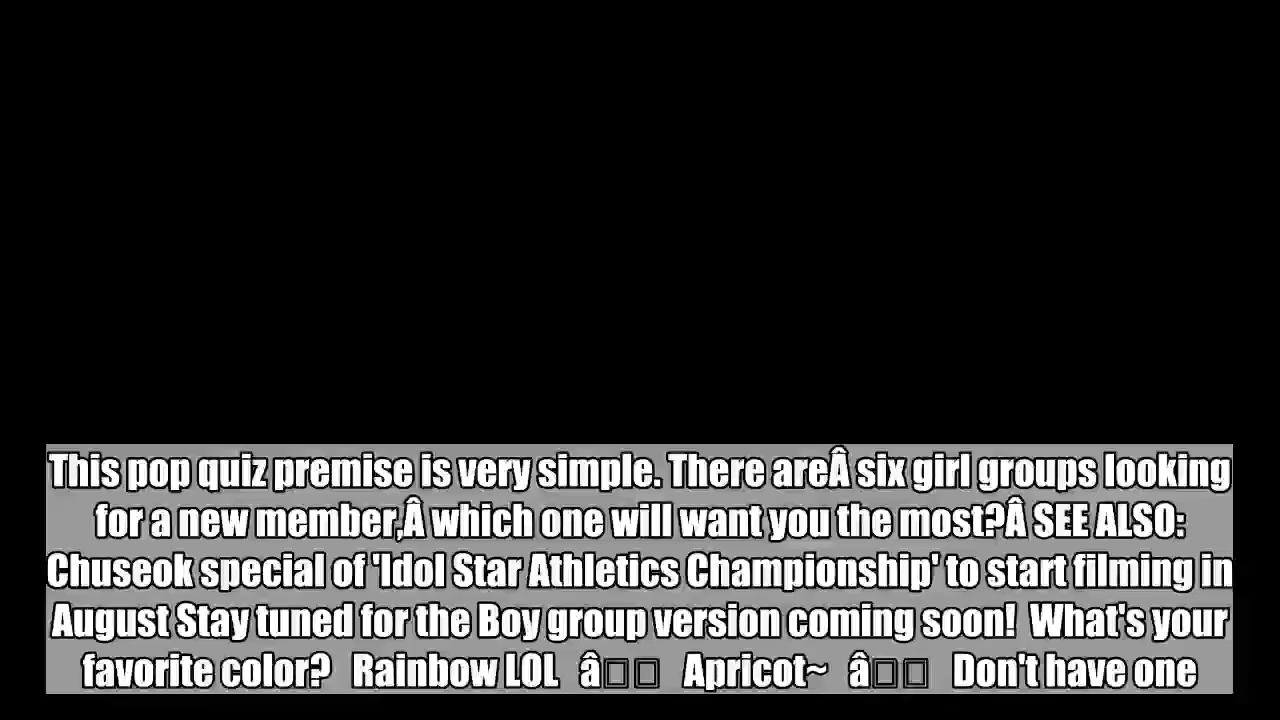 This pop quiz premise is very simple. There areÂ six girl groups looking
for a new member,Â which one will want you the most?Â SEE ALSO:
Chuseok special of 'Idol Star Athletics Championship' to start filming in
August Stay tuned for the Boy group version coming soon!  What's your
favorite color?   Rainbow LOL   â□□   Apricot~   â□□   Don't have one